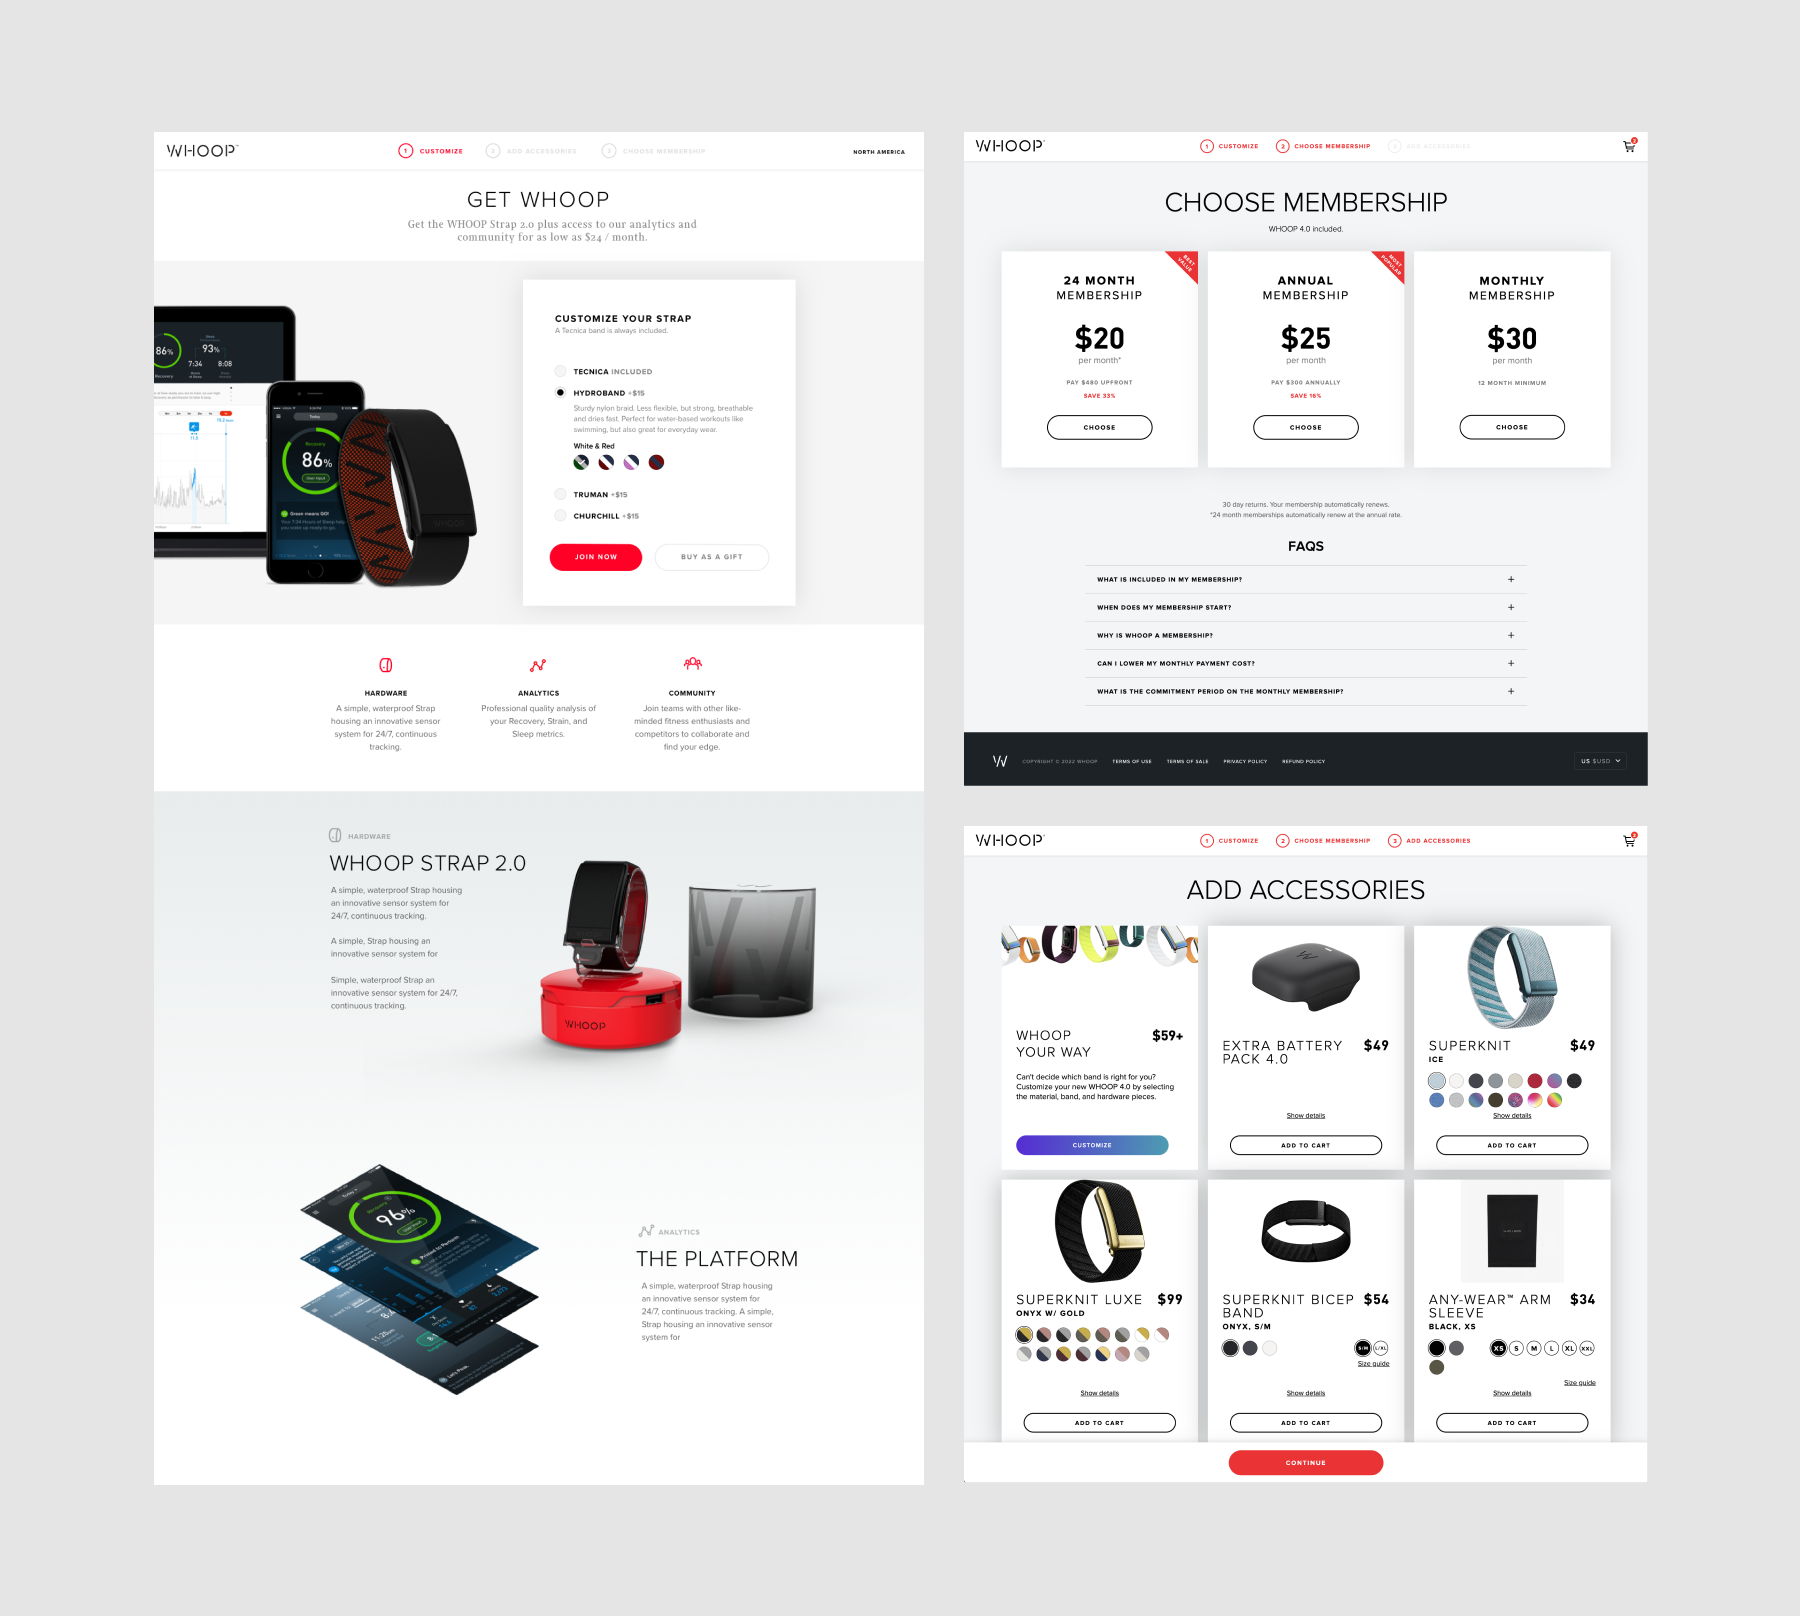 WHOOP
1 CUSTOMIZE
2 ADD ACCESSORIES
3 CHOOSE MEMBERSHIP
NORTH AMERICA
GET WHOOP
Get the WHOOP Strap 2.0 plus access to our analytics and
community for as low as $24 / month.
86%
93%
7:34
8:08
Today
Recovery
86%
Green means GO!
WHOOP
CUSTOMIZE YOUR STRAP
A Tecnica band is always included.
TECNICA INCLUDED
HYDROBAND +$15
Sturdy nylon braid. Less flexible, but strong, breathable
and dries fast. Perfect for water-based workouts like
swimming, but also great for everyday wear.
White & Red
TRUMAN +$15
CHURCHILL +$15
JOIN NOW
BUY AS A GIFT
HARDWARE
A simple, waterproof Strap
housing an innovative sensor
system for 24/7, continuous
tracking.
ANALYTICS
Professional quality analysis of
your Recovery, Strain, and
Sleep metrics.
COMMUNITY
Join teams with other like-
minded fitness enthusiasts and
competitors to collaborate and
find your edge.
HARDWARE
WHOOP STRAP 2.0
A simple, waterproof Strap housing
an innovative sensor system for
24/7, continuous tracking.
A simple, Strap housing an
innovative sensor system for
Simple, waterproof Strap an
innovative sensor system for 24/7,
continuous tracking.
WHOOP
96%
ANALYTICS
THE PLATFORM
A simple, waterproof Strap housing
an innovative sensor system for
24/7, continuous tracking. A simple,
Strap housing an innovative sensor
system for
WHOOP
1 CUSTOMIZE
2 CHOOSE MEMBERSHIP
3 ADD ACCESSORIES
CHOOSE MEMBERSHIP
WHOOP 4.0 included.
BEST VALUE
24 MONTH
MEMBERSHIP
$20
per month*
PAY $480 UPFRONT
SAVE 33%
CHOOSE
MOST POPULAR
ANNUAL
MEMBERSHIP
$25
per month
PAY $300 ANNUALLY
SAVE 16%
CHOOSE
MONTHLY
MEMBERSHIP
$30
per month
12 MONTH MINIMUM
CHOOSE
30 day returns. Your membership automatically renews.
*24 month memberships automatically renew at the annual rate.
FAQS
WHAT IS INCLUDED IN MY MEMBERSHIP? +
WHEN DOES MY MEMBERSHIP START? +
WHY IS WHOOP A MEMBERSHIP? +
CAN I LOWER MY MONTHLY PAYMENT COST? +
WHAT IS THE COMMITMENT PERIOD ON THE MONTHLY MEMBERSHIP? +
W COPYRIGHT © 2022 WHOOP TERMS OF USE TERMS OF SALE PRIVACY POLICY REFUND POLICY
US $USD
WHOOP
1 CUSTOMIZE
2 CHOOSE MEMBERSHIP
3 ADD ACCESSORIES
ADD ACCESSORIES
WHOOP
YOUR WAY
$59+
Can't decide which band is right for you?
Customize your new WHOOP 4.0 by selecting
the material, band, and hardware pieces.
CUSTOMIZE
EXTRA BATTERY
PACK 4.0
$49
Show details
ADD TO CART
SUPERKNIT
$49
ICE
Show details
ADD TO CART
SUPERKNIT LUXE
$99
ONYX W/ GOLD
Show details
ADD TO CART
SUPERKNIT BICEP
BAND
$54
ONYX, S/M
S/M L/XL
Size guide
Show details
ADD TO CART
ANY-WEAR™ ARM
SLEEVE
$34
BLACK, XS
XS S M L XL XXL
Size guide
Show details
ADD TO CART
CONTINUE